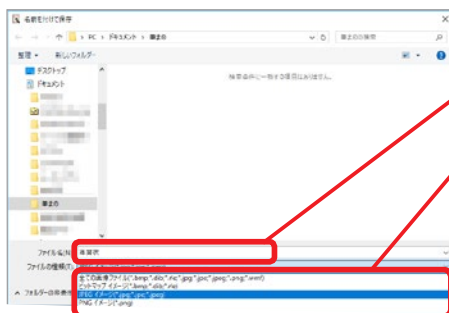 名前を付けて保存
PC > ドキュメント > 筆まめ
筆まめの検索
整理 新しいフォルダー
デスクトップ
検索条件に一致する項目はありません。
ドキュメント
筆まめ
ファイル名(N):
ファイルの種類(T):
全ての画像ファイル(*.bmp;*.dib;*.rle;*.jpg;*.jpe;*.jpeg;*.png;*.emf)
ビットマップ イメージ(*.bmp;*.dib;*.rle)
JPEG イメージ(*.jpg;*.jpe;*.jpeg)
フォルダーの非表示
PNG イメージ(*.png)